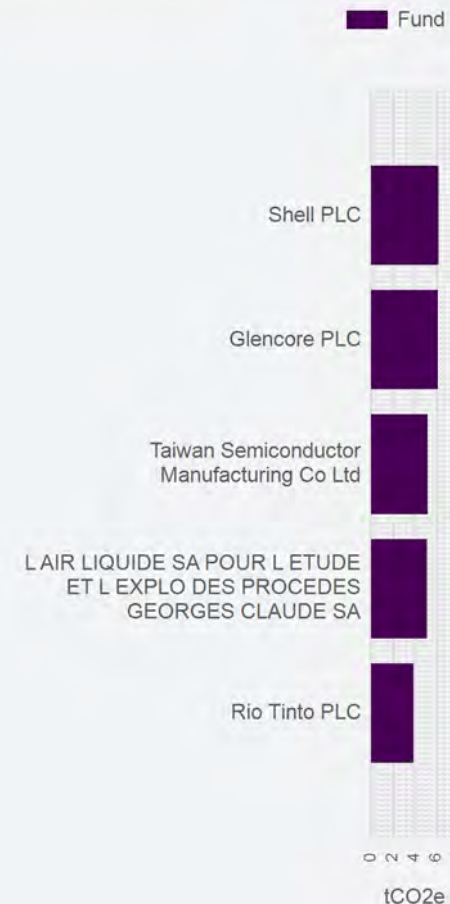 Fund
Shell PLC
Glencore PLC
Taiwan Semiconductor
Manufacturing Co Ltd
L AIR LIQUIDE SA POUR L ETUDE
ET L EXPLO DES PROCEDES
GEORGES CLAUDE SA
Rio Tinto PLC
0 2 4 6
tCO2e